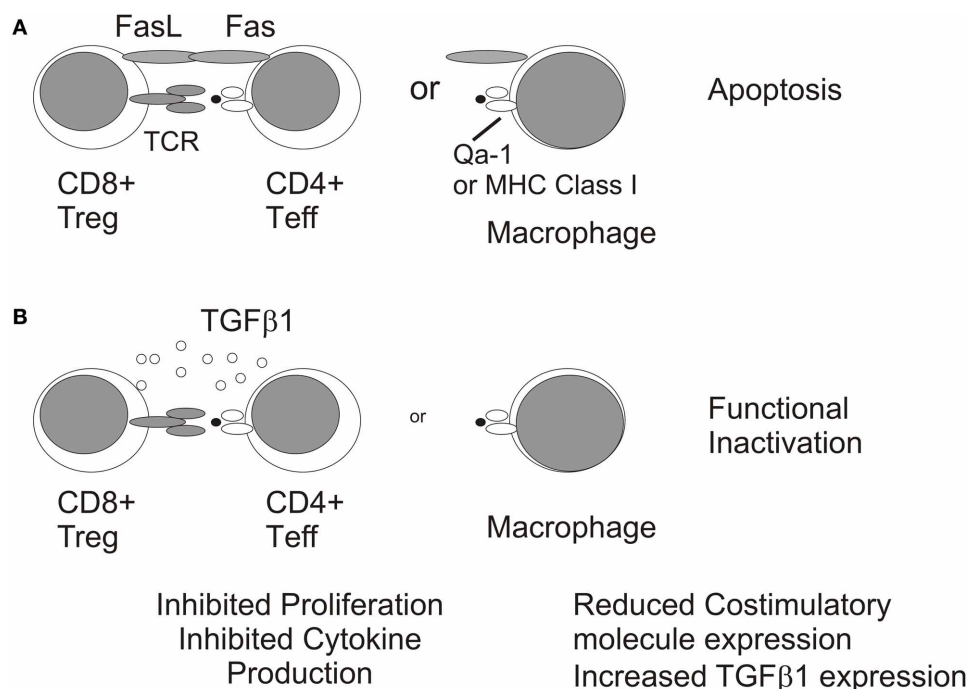 A
FasL Fas
or
Apoptosis
TCR
Qa-1
or MHC Class I
CD8+
Treg
CD4+
Teff
Macrophage
B
TGFβ1
or
Functional
Inactivation
CD8+
Treg
CD4+
Teff
Macrophage
Inhibited Proliferation
Inhibited Cytokine
Production
Reduced Costimulatory
molecule expression
Increased TGFβ1 expression